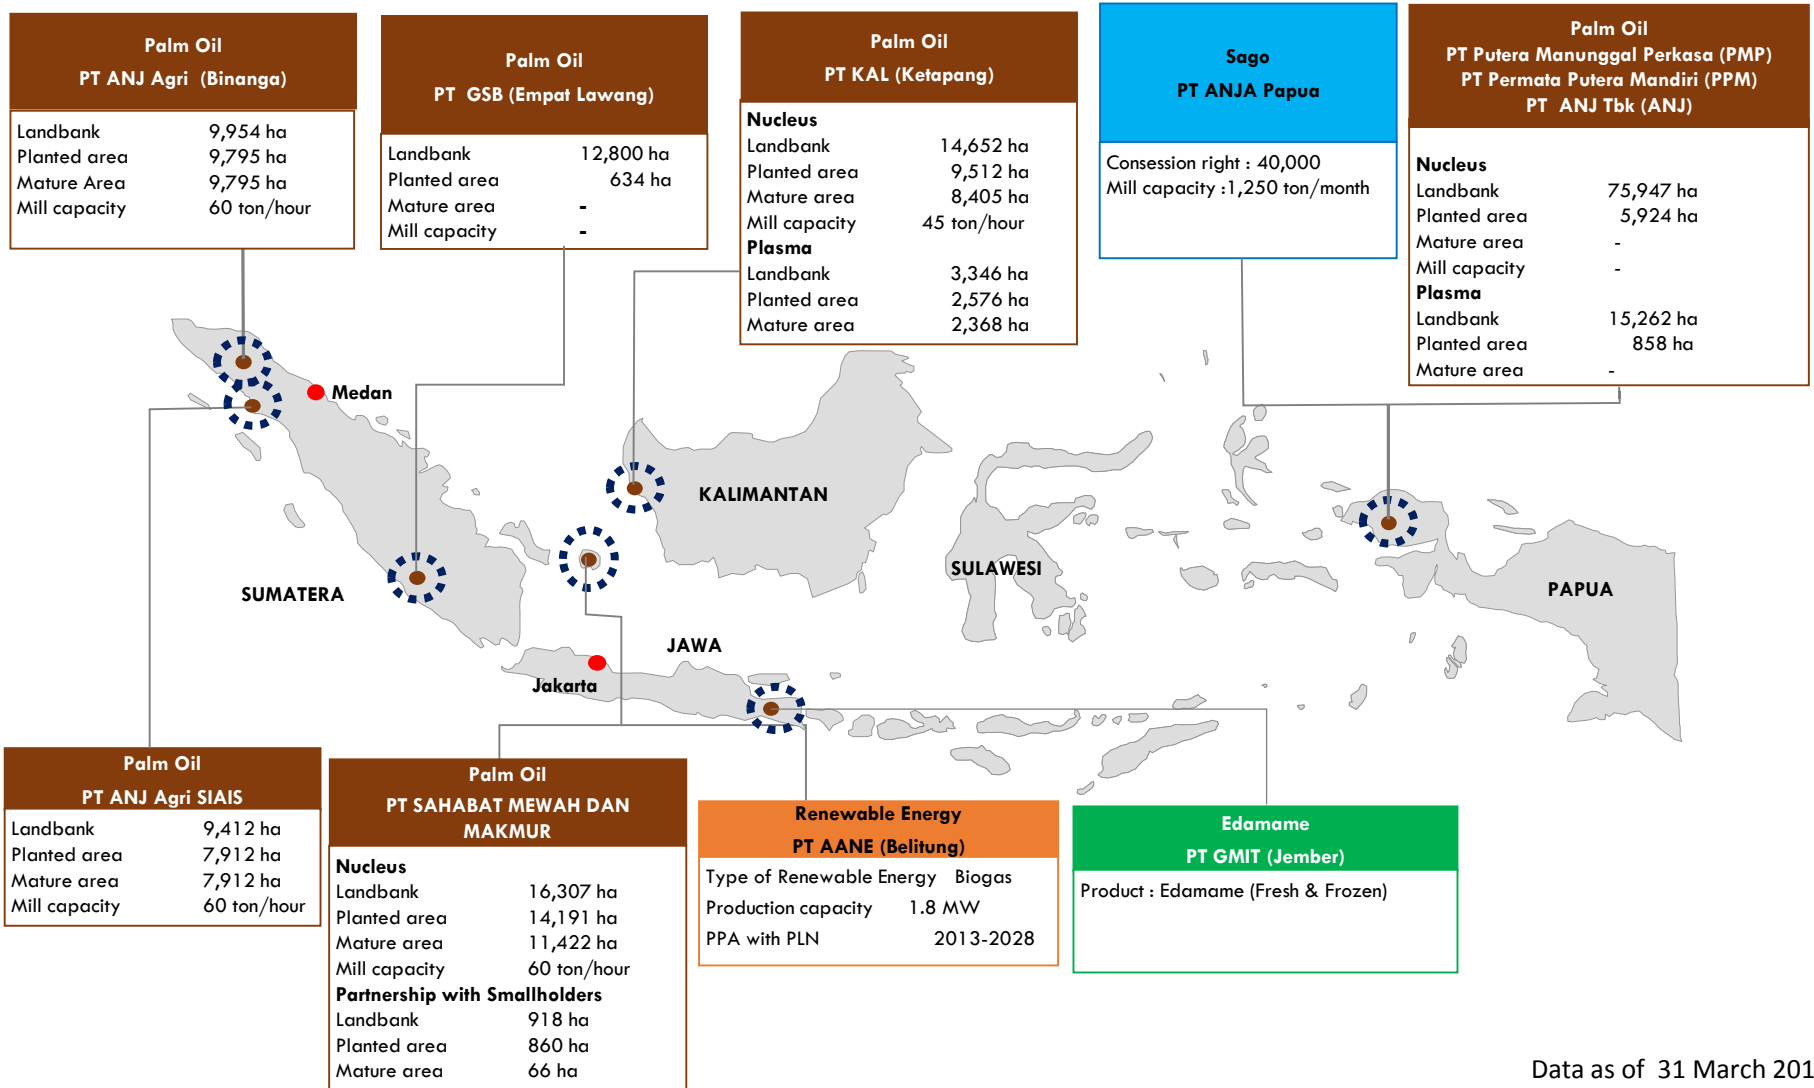 Palm Oil
PT ANJ Agri (Binanga)
Landbank 9,954 ha
Planted area 9,795 ha
Mature Area 9,795 ha
Mill capacity 60 ton/hour
Palm Oil
PT GSB (Empat Lawang)
Landbank 12,800 ha
Planted area 634 ha
Mature area -
Mill capacity -
Palm Oil
PT KAL (Ketapang)
Nucleus
Landbank 14,652 ha
Planted area 9,512 ha
Mature area 8,405 ha
Mill capacity 45 ton/hour
Plasma
Landbank 3,346 ha
Planted area 2,576 ha
Mature area 2,368 ha
Sago
PT ANJA Papua
Consession right : 40,000
Mill capacity :1,250 ton/month
Palm Oil
PT Putera Manunggal Perkasa (PMP)
PT Permata Putera Mandiri (PPM)
PT ANJ Tbk (ANJ)
Nucleus
Landbank 75,947 ha
Planted area 5,924 ha
Mature area -
Mill capacity -
Plasma
Landbank 15,262 ha
Planted area 858 ha
Mature area -
Medan
KALIMANTAN
SULAWESI
SUMATERA
PAPUA
JAWA
Jakarta
Palm Oil
PT ANJ Agri SIAIS
Landbank 9,412 ha
Planted area 7,912 ha
Mature area 7,912 ha
Mill capacity 60 ton/hour
Palm Oil
PT SAHABAT MEWAH DAN
MAKMUR
Nucleus
Landbank 16,307 ha
Planted area 14,191 ha
Mature area 11,422 ha
Mill capacity 60 ton/hour
Partnership with Smallholders
Landbank 918 ha
Planted area 860 ha
Mature area 66 ha
Renewable Energy
PT AANE (Belitung)
Type of Renewable Energy Biogas
Production capacity 1.8 MW
PPA with PLN 2013-2028
Edamame
PT GMIT (Jember)
Product : Edamame (Fresh & Frozen)
Data as of 31 March 201